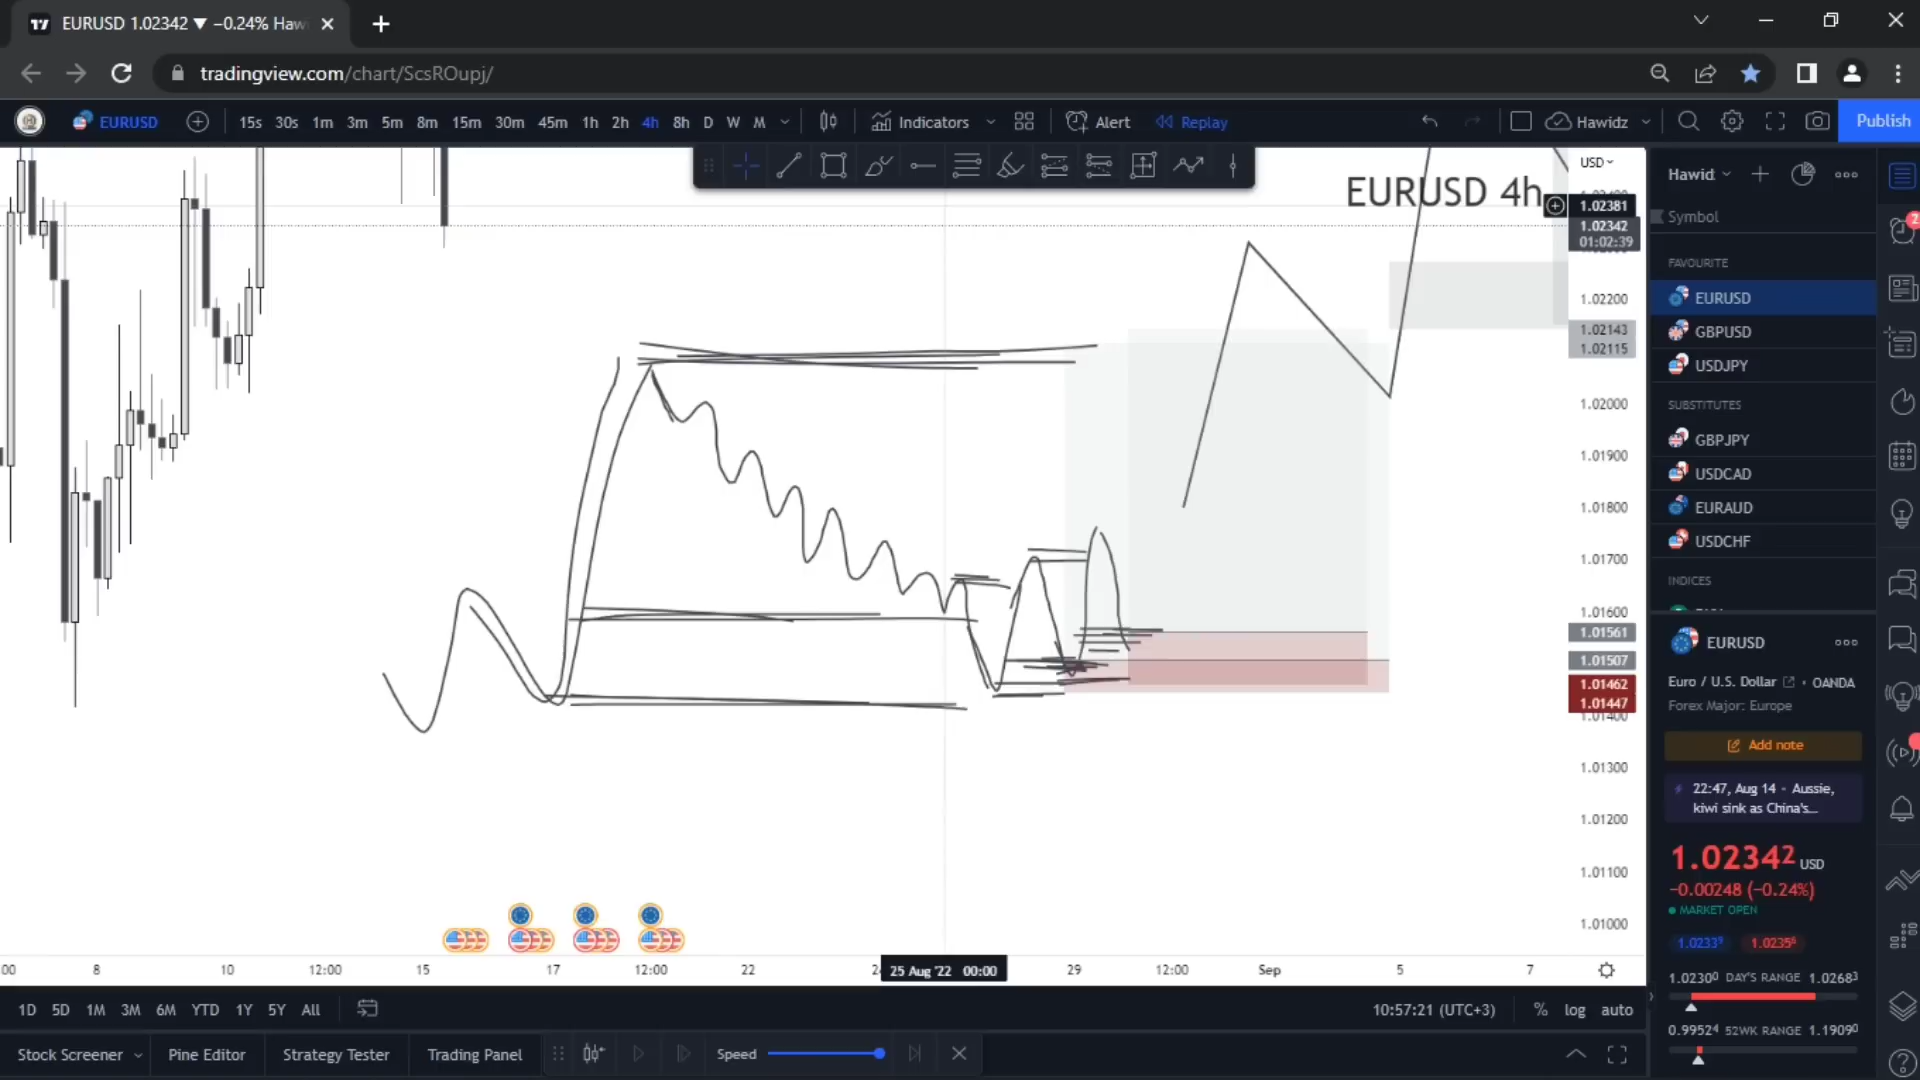 EURUSD 1.02342 ▼ −0.24% Haw
tradingview.com/chart/ScsROupj/
EURUSD 15s 30s 1m 3m 5m 8m 15m 30m 45m 1h 2h 4h 8h D W M Indicators Alert Replay Hawidz Publish
EURUSD 4h
USD
1.02381
1.02342
01:02:39
1.02200
1.02143
1.02115
1.02000
1.01900
1.01800
1.01700
1.01600
1.01561
1.01507
1.01462
1.01447
1.01400
1.01300
1.01200
1.01100
1.01000
8 10 12:00 15 17 12:00 22 25 Aug '22 00:00 29 12:00 Sep 5 7
1D 5D 1M 3M 6M YTD 1Y 5Y All 10:57:21 (UTC+3) % log auto
Stock Screener Pine Editor Strategy Tester Trading Panel Speed
Hawid
Symbol
FAVOURITE
EURUSD
GBPUSD
USDJPY
SUBSTITUTES
GBPJPY
USDCAD
EURAUD
USDCHF
INDICES
EURUSD
Euro / U.S. Dollar • OANDA
Forex Major: Europe
Add note
22:47, Aug 14 - Aussie,
kiwi sink as China's...
1.02342 USD
−0.00248 (−0.24%)
MARKET OPEN
1.02339 1.02356
1.02300 DAY'S RANGE 1.02683
0.99524 52WK RANGE 1.19090
2